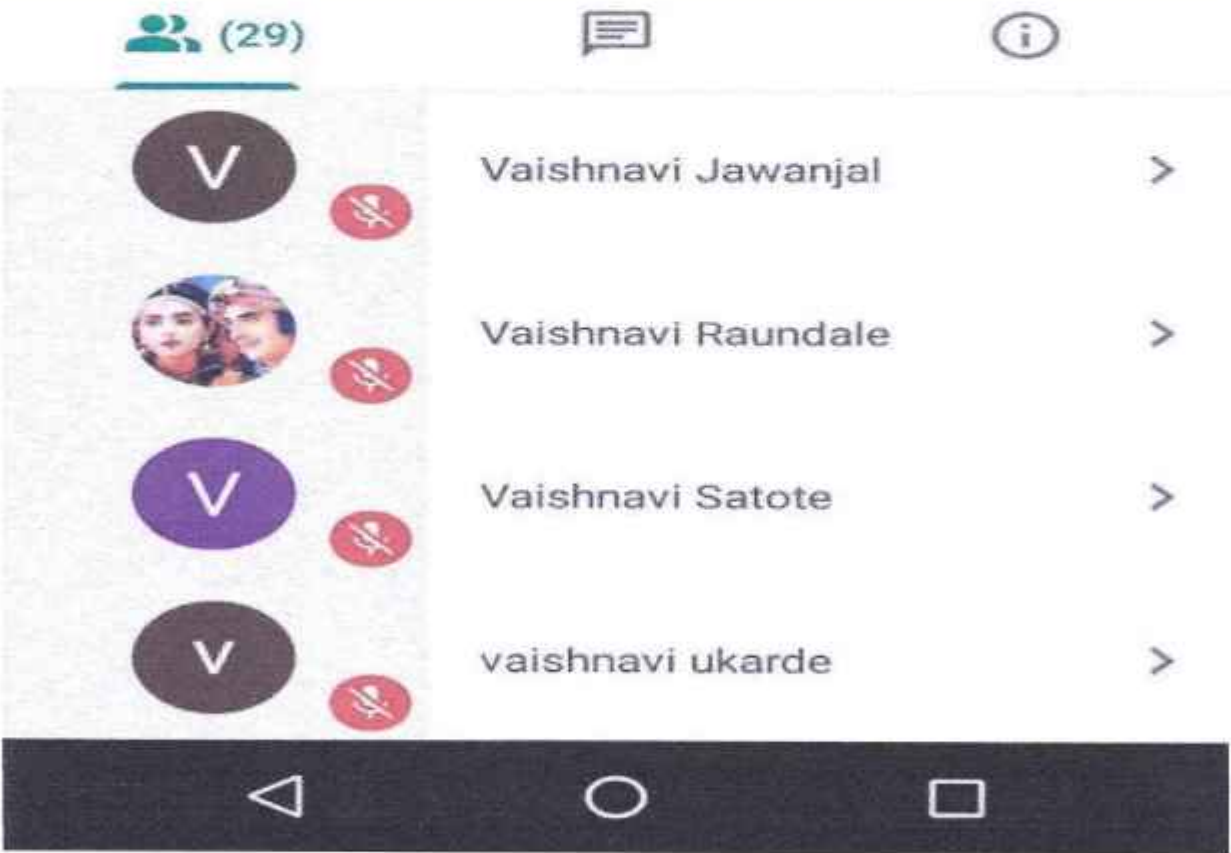 (29)
V
Vaishnavi Jawanjal
Vaishnavi Raundale
V
Vaishnavi Satote
v
vaishnavi ukarde